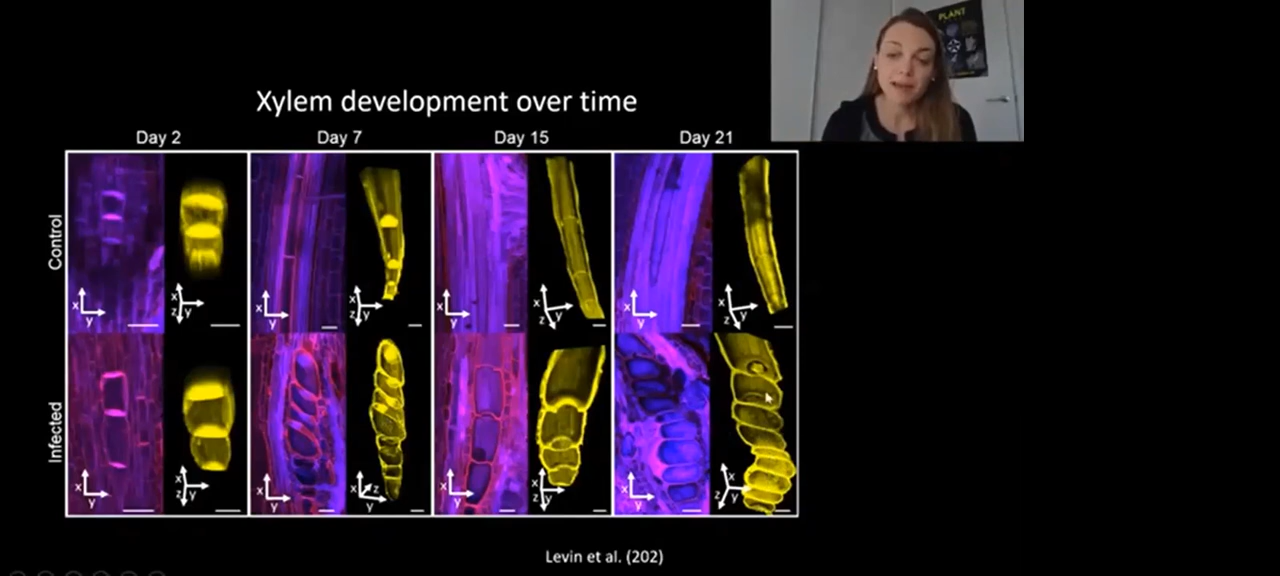 PLANT
Xylem development over time
Day 2 Day 7 Day 15 Day 21
Control
x y x z y x y x z y x y x z y x y x z y
Infected
x y x z y x y x z y x y x z y x y x z y
Levin et al. (202)